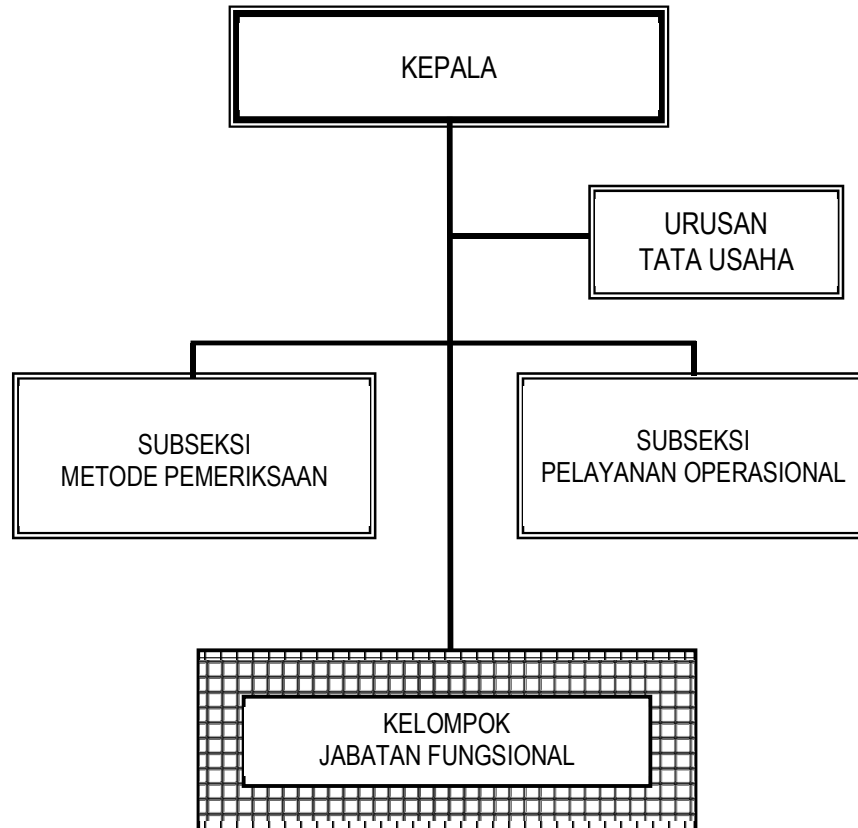 KEPALA
URUSAN
TATA USAHA
SUBSEKSI
METODE PEMERIKSAAN
SUBSEKSI
PELAYANAN OPERASIONAL
KELOMPOK
JABATAN FUNGSIONAL